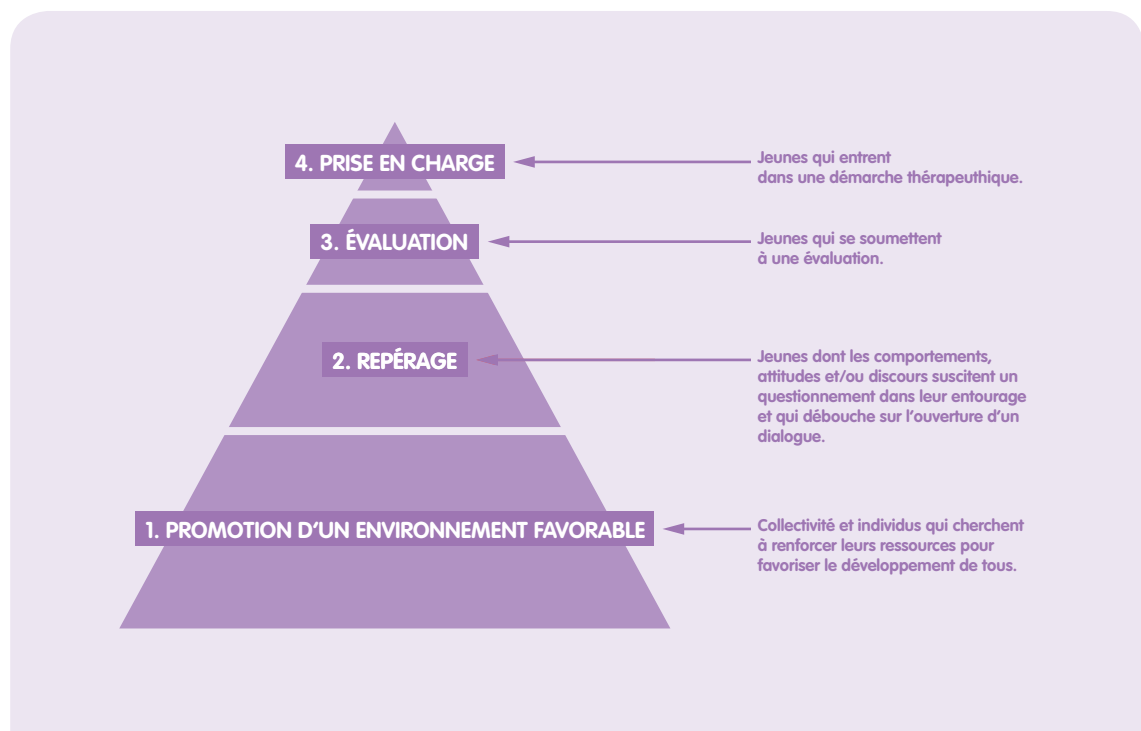 4. PRISE EN CHARGE
Jeunes qui entrent
dans une démarche thérapeuthique.
3. ÉVALUATION
Jeunes qui se soumettent
à une évaluation.
2. REPÉRAGE
Jeunes dont les comportements,
attitudes et/ou discours suscitent un
questionnement dans leur entourage
et qui débouche sur l’ouverture d’un
dialogue.
1. PROMOTION D’UN ENVIRONNEMENT FAVORABLE
Collectivité et individus qui cherchent
à renforcer leurs ressources pour
favoriser le développement de tous.